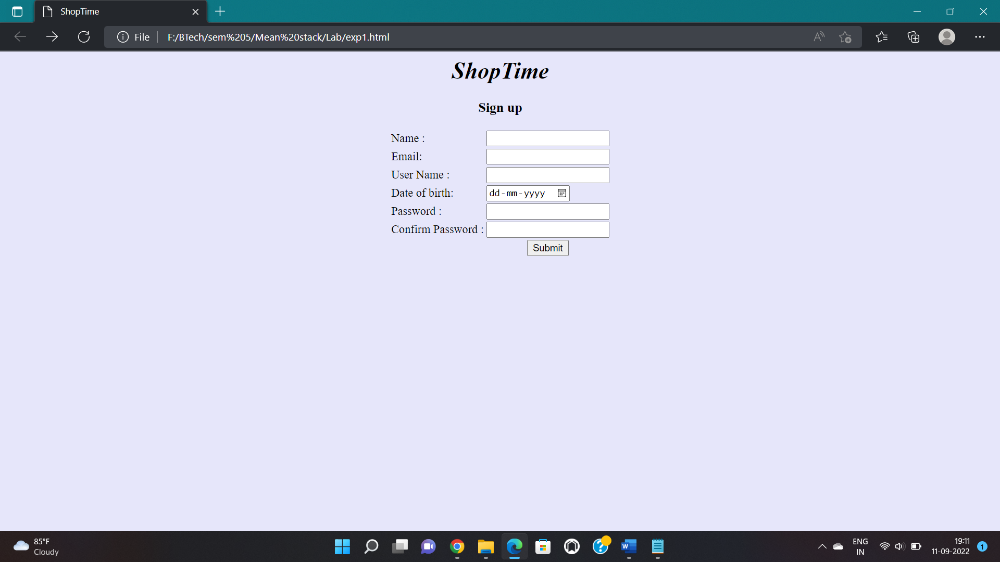 ShopTime
File
F:/BTech/sem%205/Mean%20stack/Lab/exp1.html
ShopTime
Sign up
Name :
Email:
User Name :
Date of birth: dd-mm-yyyy
Password :
Confirm Password :
Submit
85°F
Cloudy
W
ENG
IN
19:11
11-09-2022
1